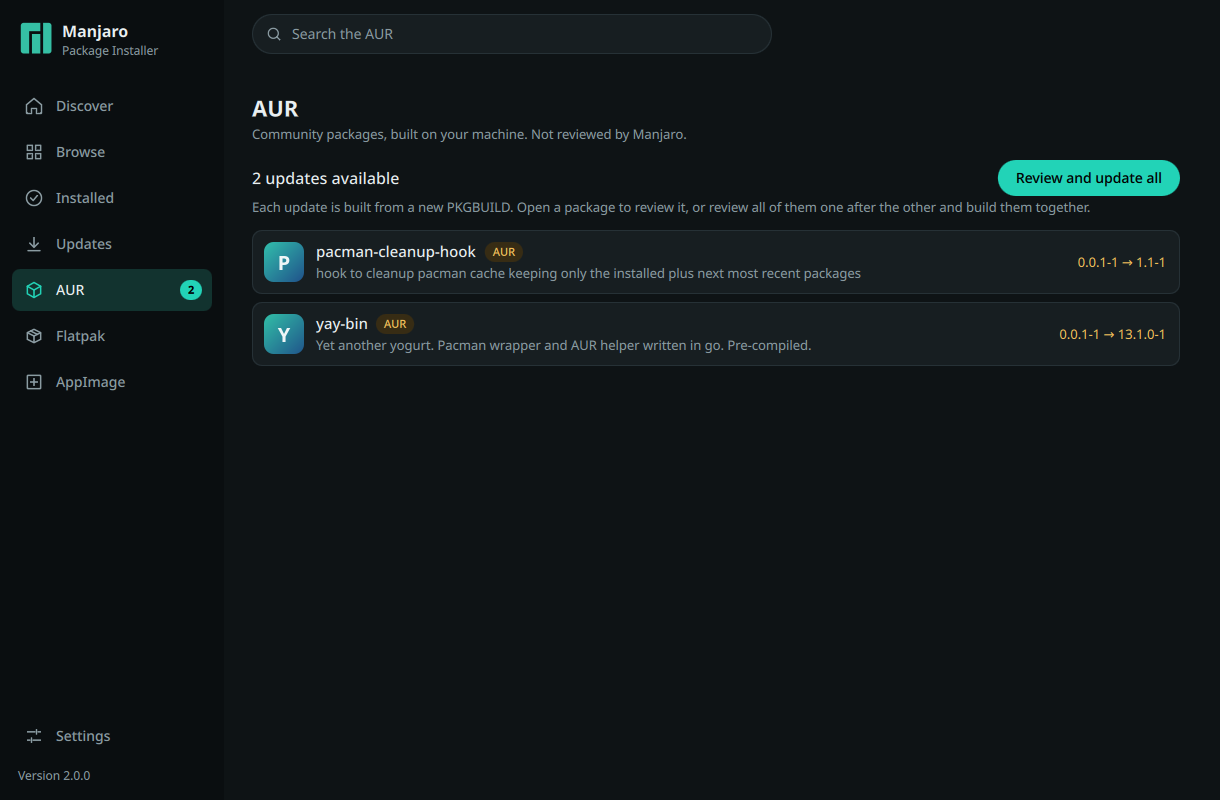 Manjaro
Package Installer
Search the AUR
Discover
Browse
Installed
Updates
AUR
2
Flatpak
AppImage
Settings
Version 2.0.0
AUR
Community packages, built on your machine. Not reviewed by Manjaro.
2 updates available
Review and update all
Each update is built from a new PKGBUILD. Open a package to review it, or review all of them one after the other and build them together.
P
pacman-cleanup-hook AUR
hook to cleanup pacman cache keeping only the installed plus next most recent packages
0.0.1-1 → 1.1-1
Y
yay-bin AUR
Yet another yogurt. Pacman wrapper and AUR helper written in go. Pre-compiled.
0.0.1-1 → 13.1.0-1